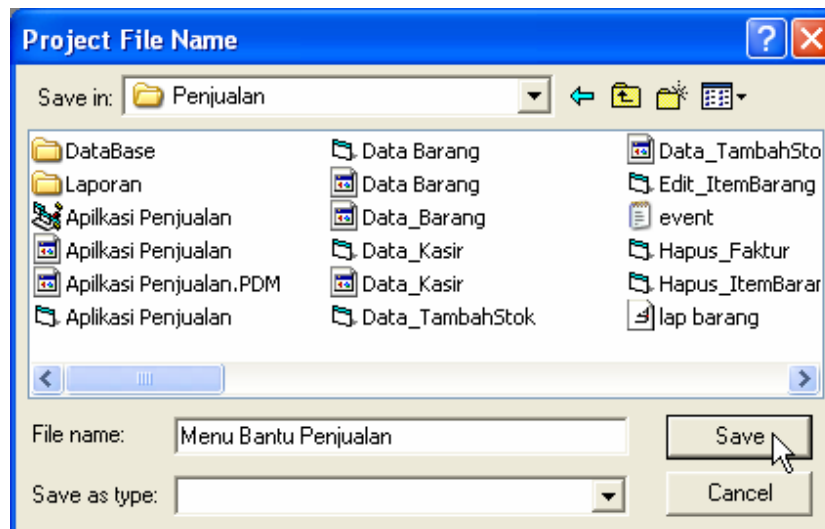 Project File Name
Save in: Penjualan
DataBase
Laporan
Apilkasi Penjualan
Apilkasi Penjualan
Apilkasi Penjualan.PDM
Aplikasi Penjualan
Data Barang
Data Barang
Data_Barang
Data_Kasir
Data_Kasir
Data_TambahStok
Data_TambahSto
Edit_ItemBarang
event
Hapus_Faktur
Hapus_ItemBarar
lap barang
File name: Menu Bantu Penjualan
Save
Save as type:
Cancel